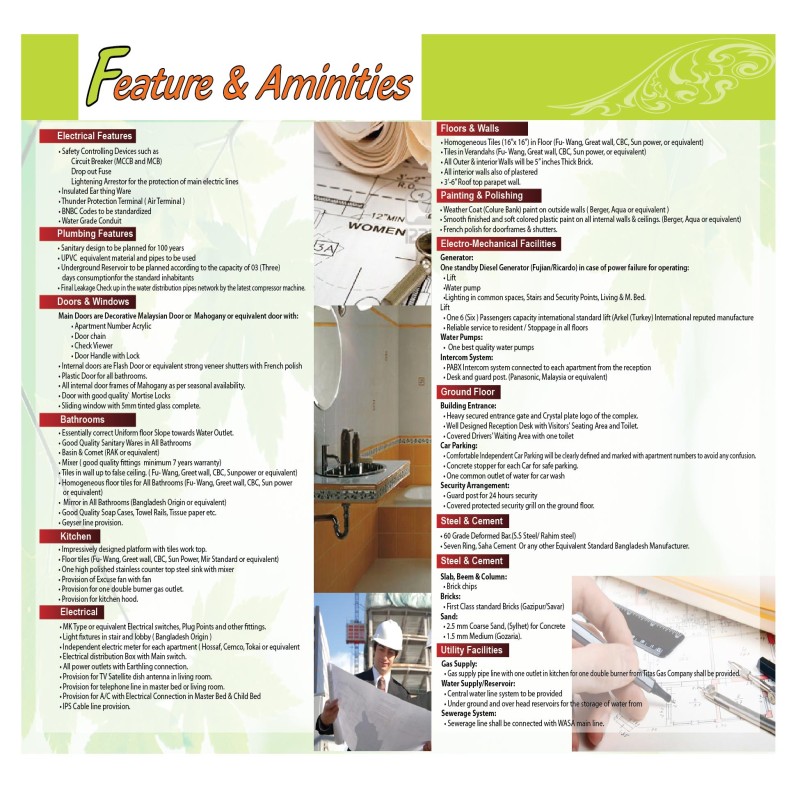 Feature & Aminities
Electrical Features
• Safety Controlling Devices such as
Circuit Breaker (MCCB and MCB)
Drop out Fuse
Lightening Arrestor for the protection of main electric lines
• Insulated Ear thing Ware
• Thunder Protection Terminal ( Air Terminal )
• BNBC Codes to be standardized
• Water Grade Conduit
Plumbing Features
• Sanitary design to be planned for 100 years
• UPVC equivalent material and pipes to be used
• Underground Reservoir to be planned according to the capacity of 03 (Three)
days consumptionfor the standard inhabitants
• Final Leakage Check up in the water distribution pipes network by the latest compressor machine.
Doors & Windows
Main Doors are Decorative Malaysian Door or Mahogany or equivalent door with:
• Apartment Number Acrylic
• Door chain
• Check Viewer
• Door Handle with Lock
• Internal doors are Flash Door or equivalent strong veneer shutters with French polish
• Plastic Door for all bathrooms.
• All internal door frames of Mahogany as per seasonal availability.
• Door with good quality` Mortise Locks
• Sliding window with 5mm tinted glass complete.
Bathrooms
• Essentially correct Uniform floor Slope towards Water Outlet.
• Good Quality Sanitary Wares in All Bathrooms
• Basin & Comet (RAK or equivalent)
• Mixer ( good quality fittings minimum 7 years warranty)
• Tiles in wall up to false ceiling. ( Fu- Wang, Greet wall, CBC, Sunpower or equivalent)
• Homogeneous floor tiles for All Bathrooms (Fu- Wang, Greet wall, CBC, Sun power
or equivalent)
• Mirror in All Bathrooms (Bangladesh Origin or equivalent)
• Good Quality Soap Cases, Towel Rails, Tissue paper etc.
• Geyser line provision.
Kitchen
• Impressively designed platform with tiles work top.
• Floor tiles (Fu- Wang, Greet wall, CBC, Sun Power, Mir Standard or equivalent)
• One high polished stainless counter top steel sink with mixer
• Provision of Excuse fan with fan
• Provision for one double burner gas outlet.
• Provision for kitchen hood.
Electrical
• MK Type or equivalent Electrical switches, Plug Points and other fittings.
• Light fixtures in stair and lobby ( Bangladesh Origin )
• Independent electric meter for each apartment ( Hossaf, Cemco, Tokai or equivalent
• Electrical distribution Box with Main switch.
• All power outlets with Earthling connection.
• Provision for TV Satellite dish antenna in living room.
• Provision for telephone line in master bed or living room.
• Provision for A/C with Electrical Connection in Master Bed & Child Bed
• IPS Cable line provision.
12"MIN
WOMEN
3A
R.O
Floors & Walls
• Homogeneous Tiles (16"x 16") in Floor (Fu- Wang, Great wall, CBC, Sun power, or equivalent)
• Tiles in Verandahs (Fu- Wang, Great wall, CBC, Sun power, or equivalent)
• All Outer & interior Walls will be 5" inches Thick Brick.
• All interior walls also of plastered
• 3'-6" Roof top parapet wall.
Painting & Polishing
• Weather Coat (Colure Bank) paint on outside walls ( Berger, Aqua or equivalent )
• Smooth finished and soft colored plastic paint on all internal walls & ceilings. (Berger, Aqua or equivalent)
• French polish for doorframes & shutters.
Electro-Mechanical Facilities
Generator:
One standby Diesel Generator (Fujian/Ricardo) in case of power failure for operating:
• Lift
•Water pump
•Lighting in common spaces, Stairs and Security Points, Living & M. Bed.
Lift
• One 6 (Six ) Passengers capacity international standard lift (Arkel (Turkey) International reputed manufacture
• Reliable service to resident / Stoppage in all floors
Water Pumps:
• One best quality water pumps
Intercom System:
• PABX Intercom system connected to each apartment from the reception
• Desk and guard post. (Panasonic, Malaysia or equivalent)
Ground Floor
Building Entrance:
• Heavy secured entrance gate and Crystal plate logo of the complex.
• Well Designed Reception Desk with Visitors' Seating Area and Toilet.
• Covered Drivers' Waiting Area with one toilet
Car Parking:
• Comfortable Independent Car Parking will be clearly defined and marked with apartment numbers to avoid any confusion.
• Concrete stopper for each Car for safe parking.
• One common outlet of water for car wash
Security Arrangement:
• Guard post for 24 hours security
• Covered protected security grill on the ground floor.
Steel & Cement
• 60 Grade Deformed Bar.(S.S Steel/ Rahim steel)
• Seven Ring, Saha Cement Or any other Equivalent Standard Bangladesh Manufacturer.
Steel & Cement
Slab, Beem & Column:
• Brick chips
Bricks:
• First Class standard Bricks (Gazipur/Savar)
Sand:
• 2.5 mm Coarse Sand, (Sylhet) for Concrete
• 1.5 mm Medium (Gozaria).
Utility Facilities
Gas Supply:
• Gas supply pipe line with one outlet in kitchen for one double burner from Titas Gas Company shall be provided.
Water Supply/Reservoir:
• Central water line system to be provided
• Under ground and over head reservoirs for the storage of water from
Sewerage System:
• Sewerage line shall be connected with WASA main line.